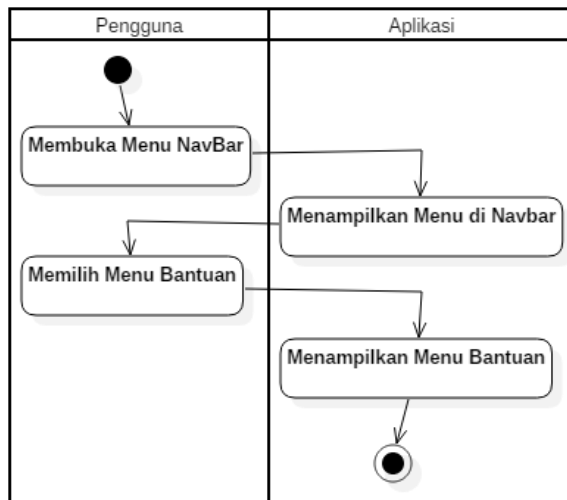 Pengguna
Aplikasi
Membuka Menu NavBar
Menampilkan Menu di Navbar
Memilih Menu Bantuan
Menampilkan Menu Bantuan